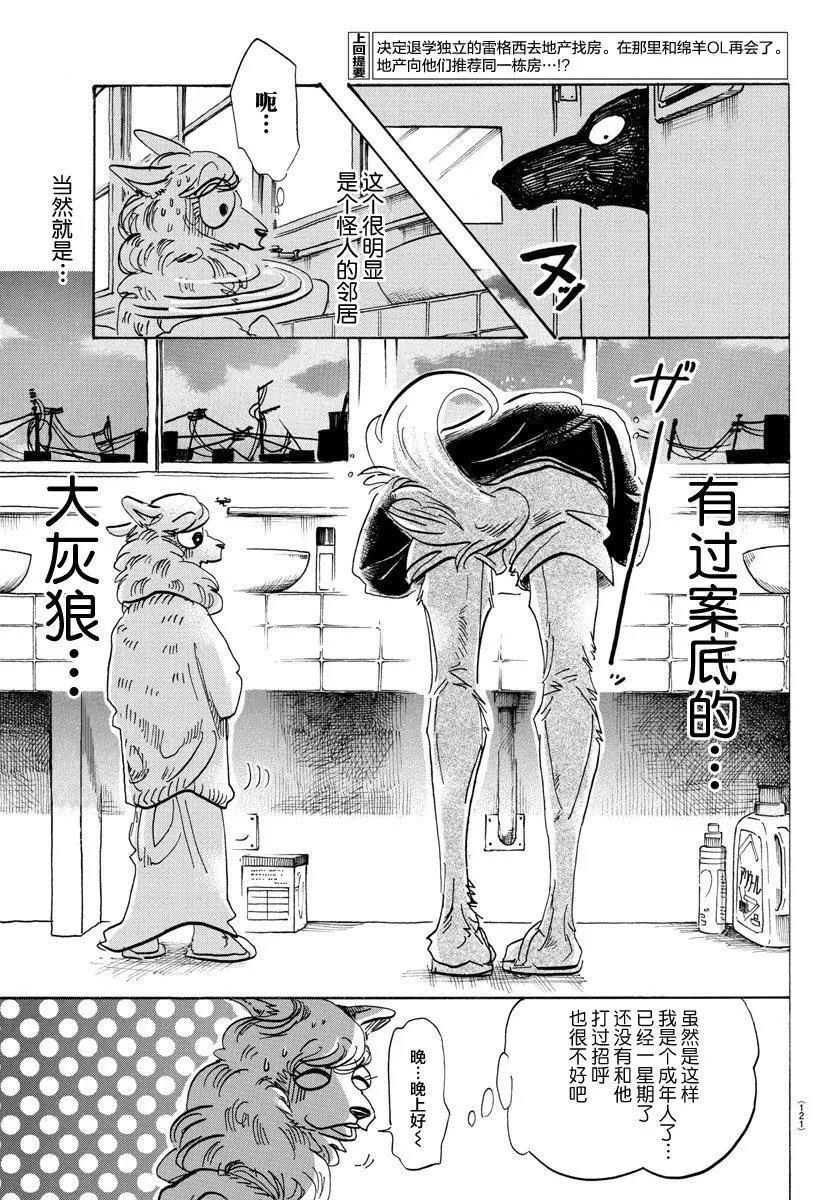 上回提要
决定退学独立的雷格西去地产找房。在那里和绵羊OL再会了。
地产向他们推荐同一栋房…!?
ヌッ
呃…
这个很明显
是个怪人的邻居
当然就是…
ザ
有过案底的…
大灰狼…
アリール
虽然是这样
我是个成年人了
已经一星期了
还没有和他
打过招呼
也很不好吧
晚…晚上好~
(121)